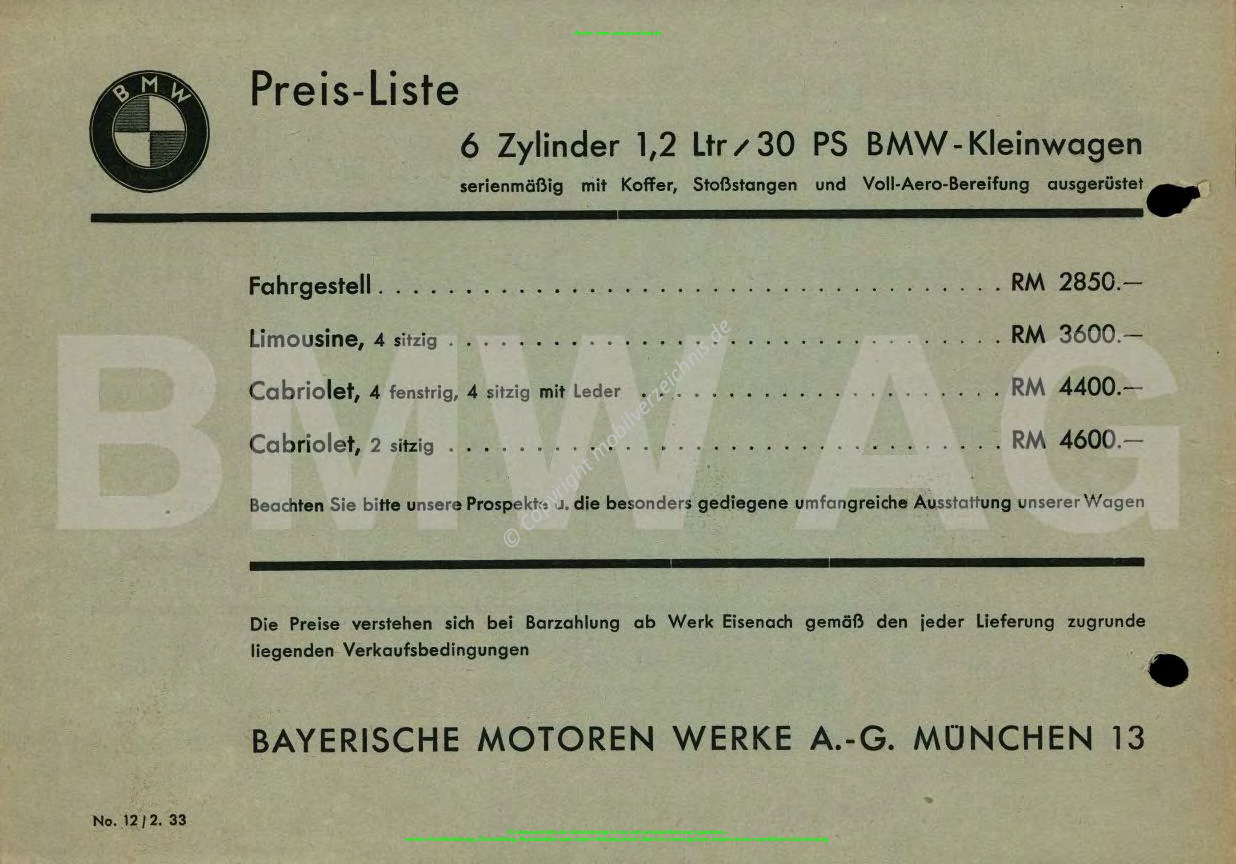 BMW
Preis-Liste
6 Zylinder 1,2 Ltr / 30 PS BMW-Kleinwagen
serienmäßig mit Koffer, Stoßstangen und Voll-Aero-Bereifung ausgerüstet
Fahrgestell . . . . . . . . . . . . . . . . . . . . . . . . . . . . . . . . . . . . RM 2850.—
Limousine, 4 sitzig . . . . . . . . . . . . . . . . . . . . . . . . . . . . . . . . RM 3600.—
Cabriolet, 4 fenstrig, 4 sitzig mit Leder . . . . . . . . . . . . . . . . . . . . . RM 4400.—
Cabriolet, 2 sitzig . . . . . . . . . . . . . . . . . . . . . . . . . . . . . . . . RM 4600.—
BMW AG
© Copyright mobilverzeichnis.de
Beachten Sie bitte unsere Prospekte u. die besonders gediegene umfangreiche Ausstattung unserer Wagen
Die Preise verstehen sich bei Barzahlung ab Werk Eisenach gemäß den jeder Lieferung zugrunde
liegenden Verkaufsbedingungen
BAYERISCHE MOTOREN WERKE A.-G. MÜNCHEN 13
No. 12 / 2. 33